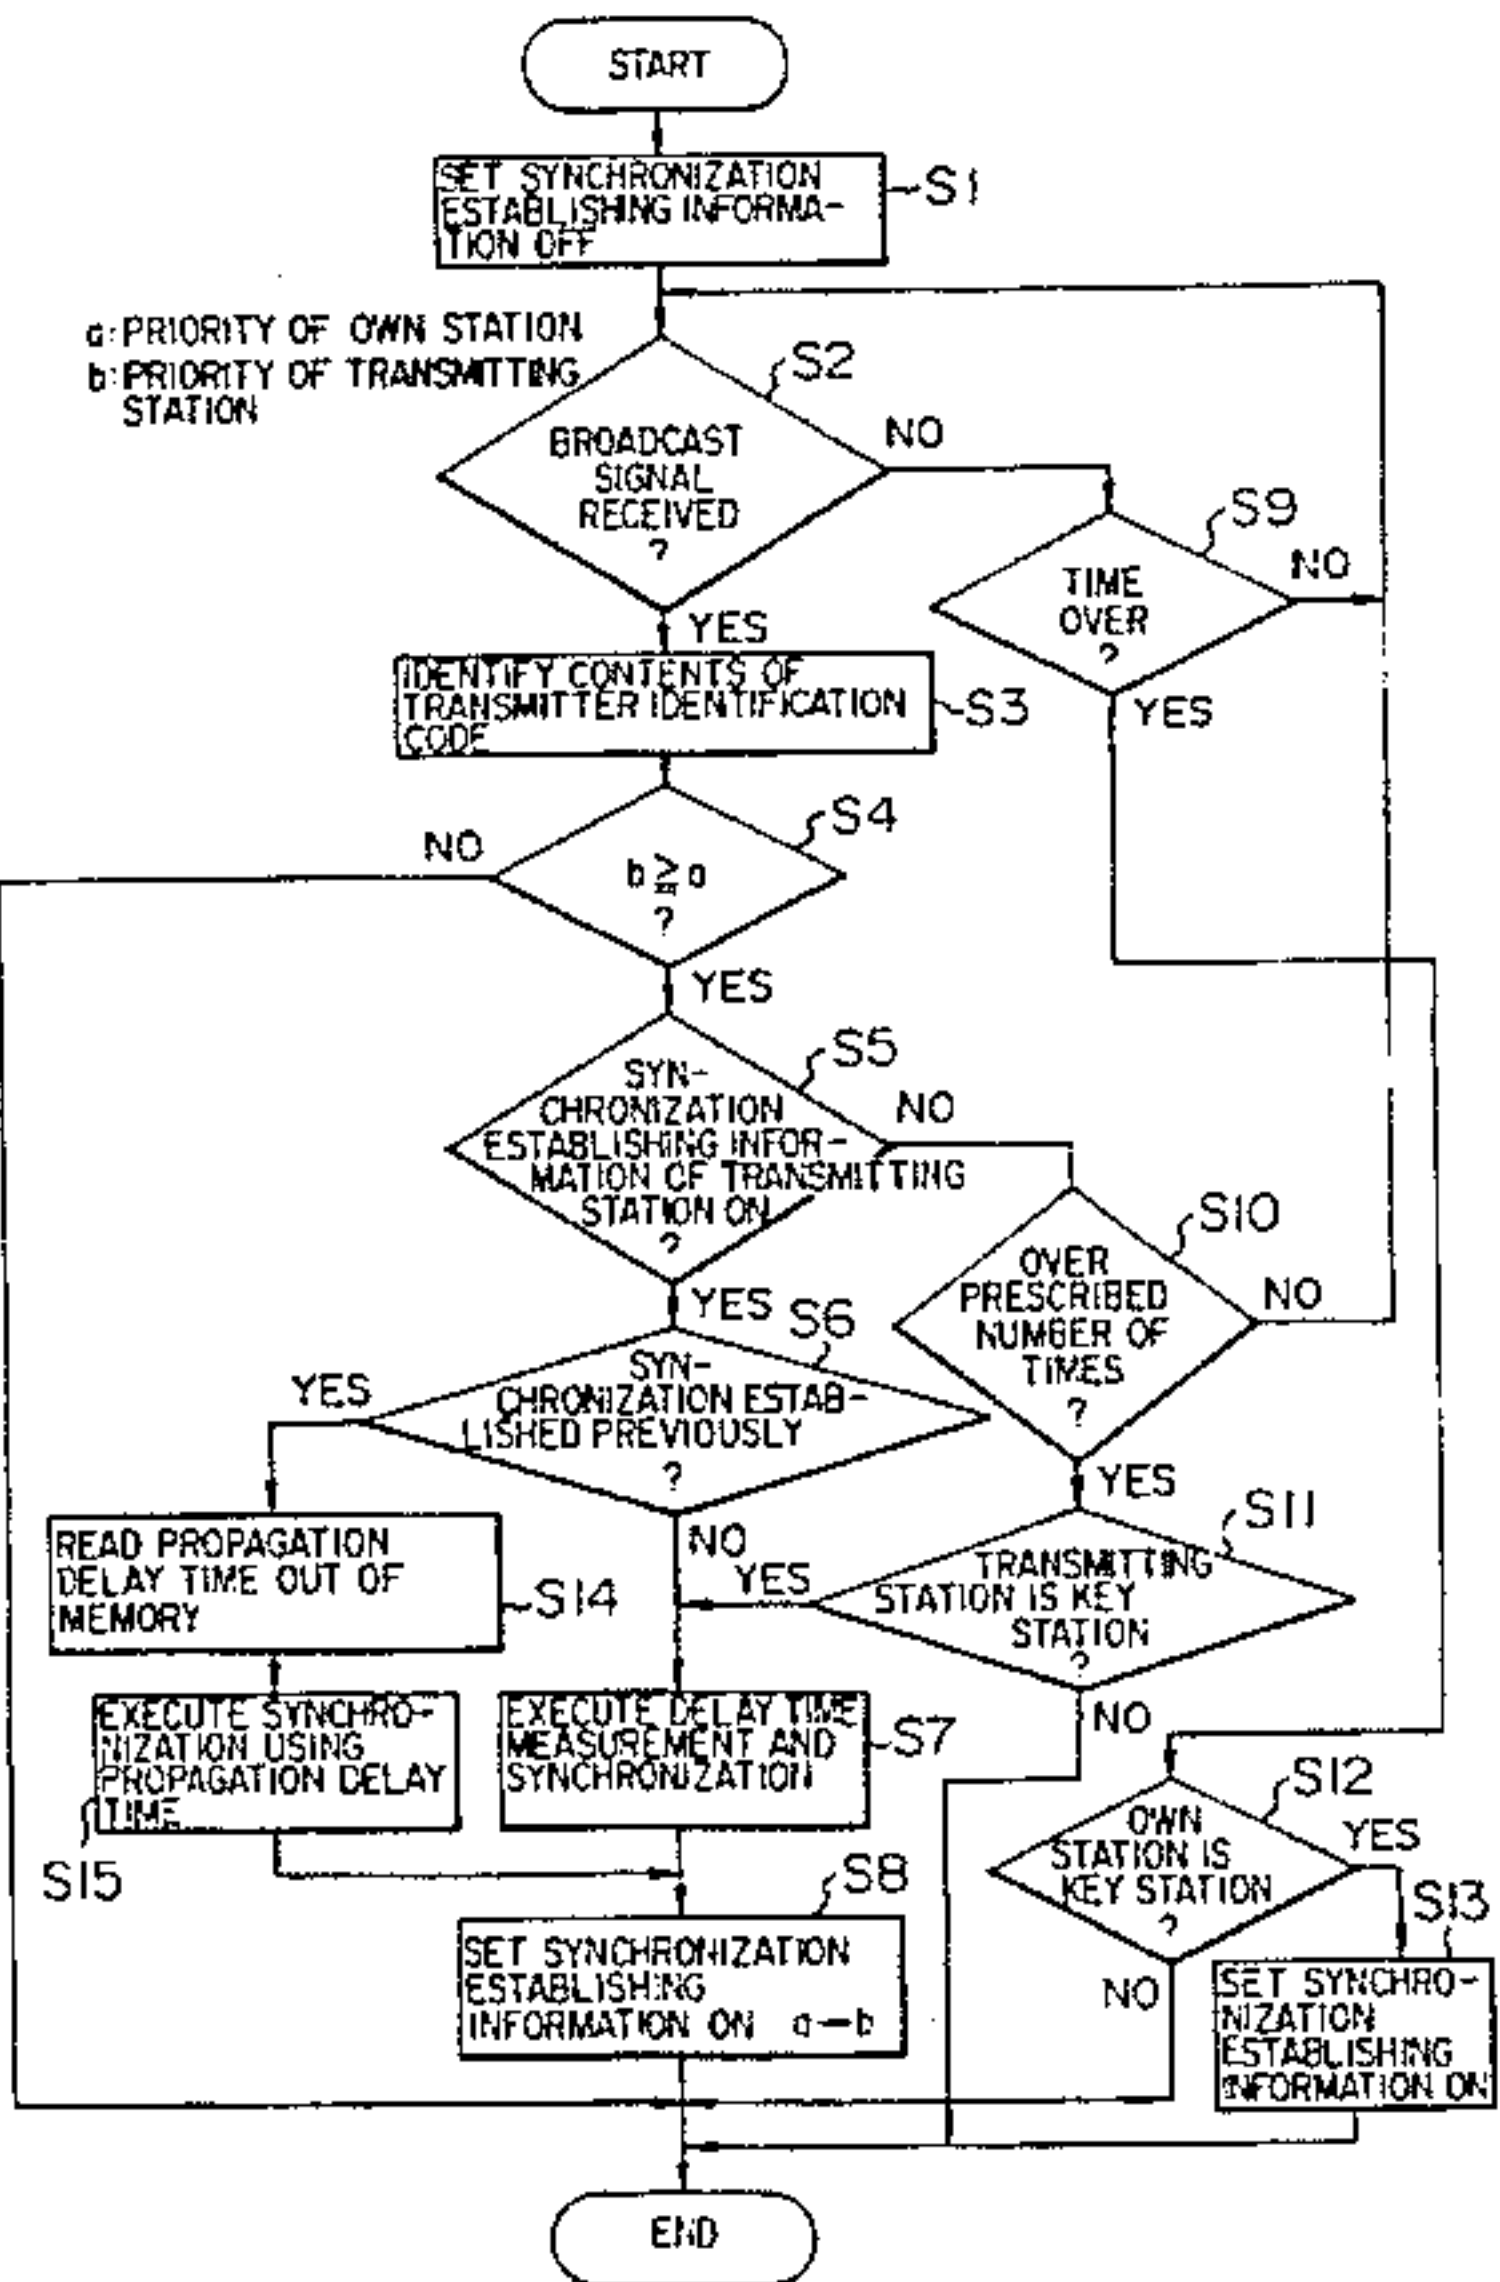 START
SET SYNCHRONIZATION
ESTABLISHING INFORMA-
TION OFF
S1
a: PRIORITY OF OWN STATION
b: PRIORITY OF TRANSMITTING
STATION
S2
BROADCAST
SIGNAL
RECEIVED
?
NO
YES
S9
TIME
OVER
?
NO
YES
IDENTIFY CONTENTS OF
TRANSMITTER IDENTIFICATION
CODE
S3
S4
NO
b ≧ a
?
YES
S5
SYN-
CHRONIZATION
ESTABLISHING INFOR-
MATION OF TRANSMITTING
STATION ON
?
NO
YES
S10
OVER
PRESCRIBED
NUMBER OF
TIMES
?
NO
YES
S6
SYN-
CHRONIZATION ESTAB-
LISHED PREVIOUSLY
?
YES
NO
S11
TRANSMITTING
STATION IS KEY
STATION
?
YES
NO
READ PROPAGATION
DELAY TIME OUT OF
MEMORY
S14
EXECUTE SYNCHRO-
NIZATION USING
PROPAGATION DELAY
TIME
S15
EXECUTE DELAY TIME
MEASUREMENT AND
SYNCHRONIZATION
S7
S12
OWN
STATION IS
KEY STATION
?
YES
NO
S13
SET SYNCHRO-
NIZATION
ESTABLISHING
INFORMATION ON
S8
SET SYNCHRONIZATION
ESTABLISHING
INFORMATION ON a—b
END